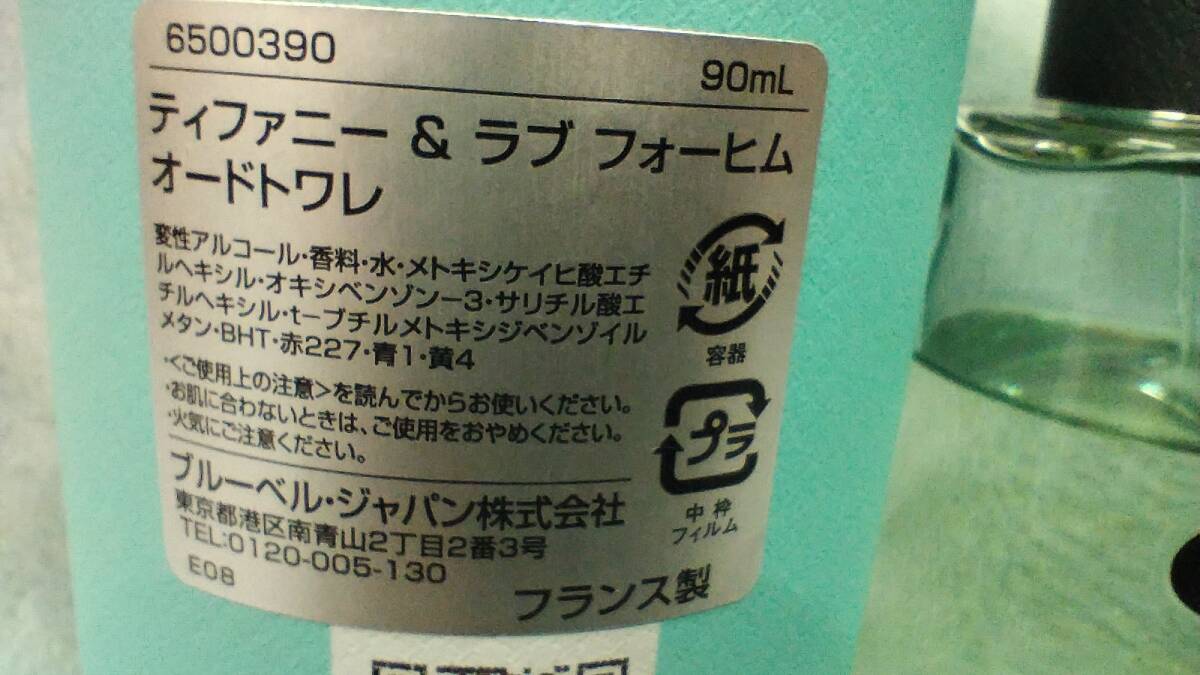 6500390
90mL
ティファニー & ラブ フォーヒム
オードトワレ
変性アルコール・香料・水・メトキシケイヒ酸エチ
ルヘキシル・オキシベンゾン-3・サリチル酸エ
チルヘキシル・t-ブチルメトキシジベンゾイル
メタン・BHT・赤227・青1・黄4
・<ご使用上の注意>を読んでからお使いください。
・お肌に合わないときは、ご使用をおやめください。
・火気にご注意ください。
紙
容器
プラ
中枠
フィルム
ブルーベル・ジャパン株式会社
東京都港区南青山2丁目2番3号
TEL:0120-005-130
E08
フランス製